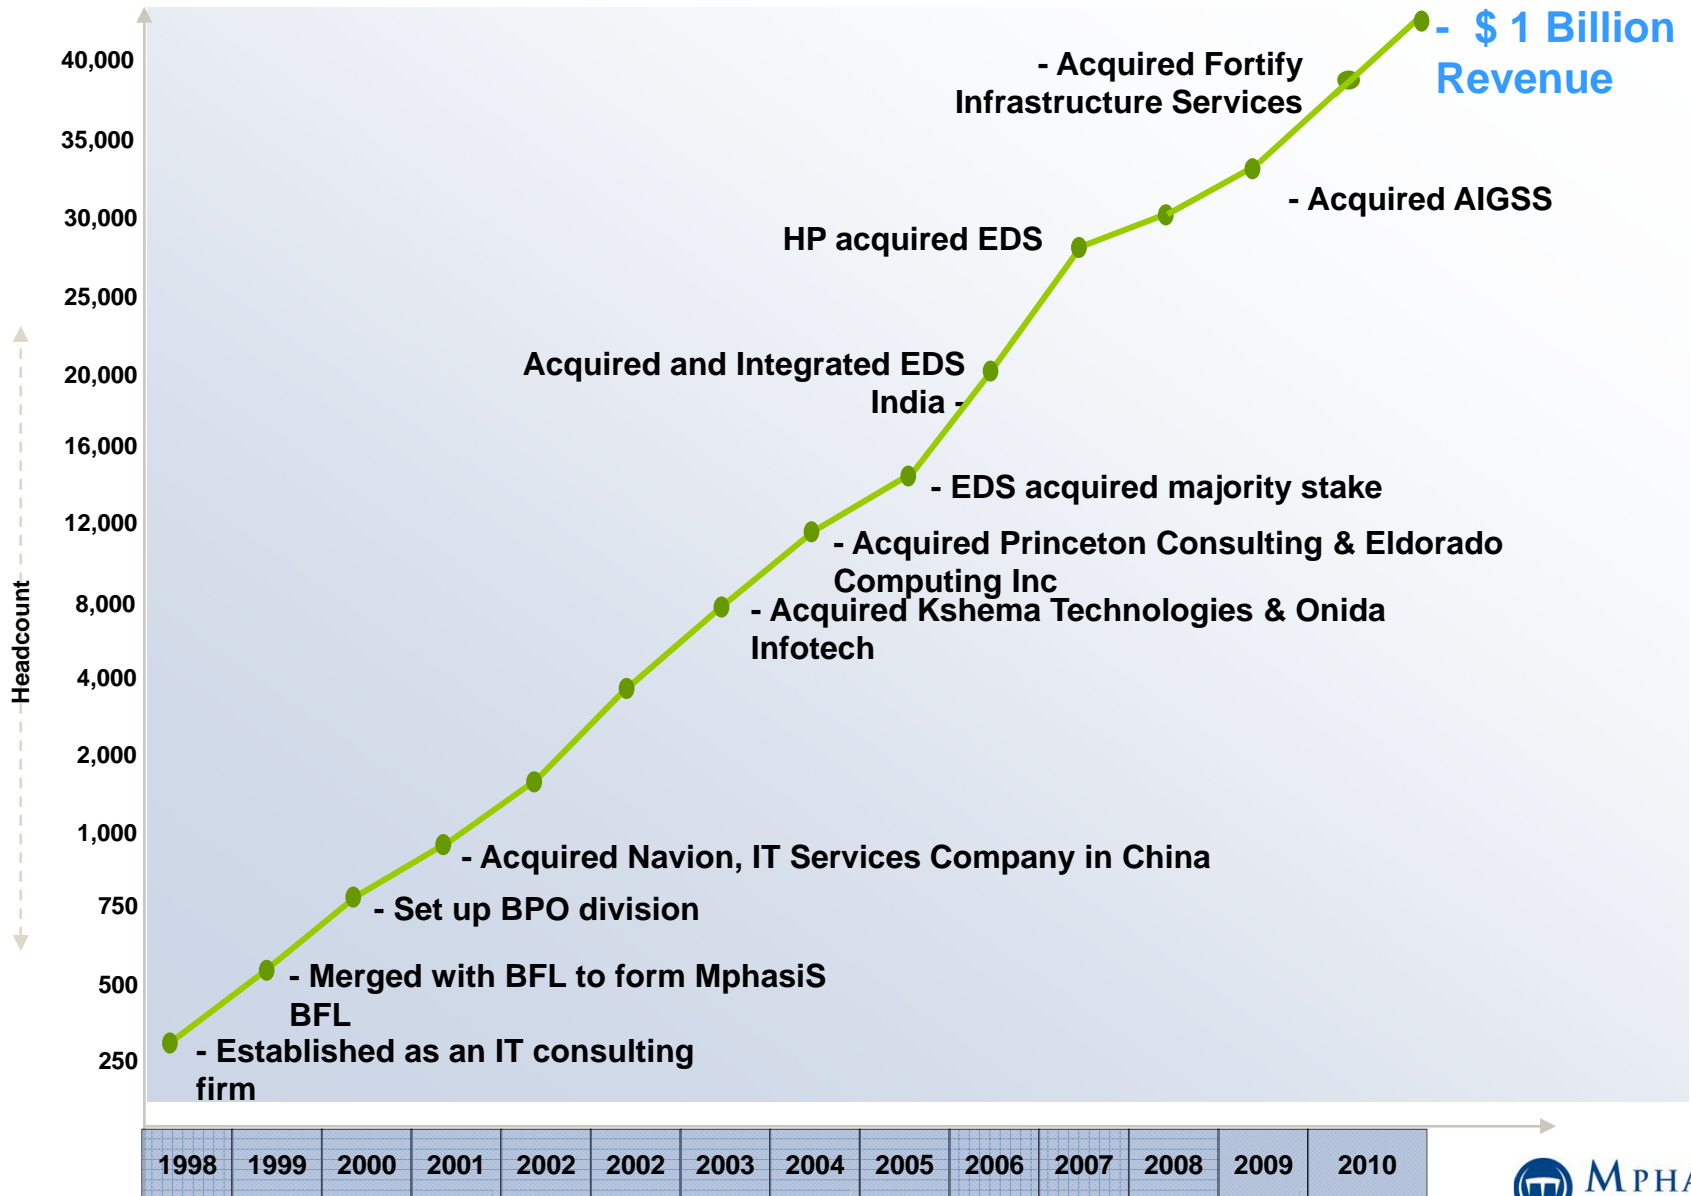 - $ 1 Billion
Revenue
40,000
- Acquired Fortify
Infrastructure Services
35,000
- Acquired AIGSS
30,000
HP acquired EDS
25,000
Acquired and Integrated EDS
India -
20,000
16,000
- EDS acquired majority stake
12,000
- Acquired Princeton Consulting & Eldorado
Computing Inc
8,000
- Acquired Kshema Technologies & Onida
Infotech
Headcount
4,000
2,000
1,000
- Acquired Navion, IT Services Company in China
750
- Set up BPO division
500
- Merged with BFL to form MphasiS
BFL
250
- Established as an IT consulting
firm
1998 1999 2000 2001 2002 2002 2003 2004 2005 2006 2007 2008 2009 2010
MPHA